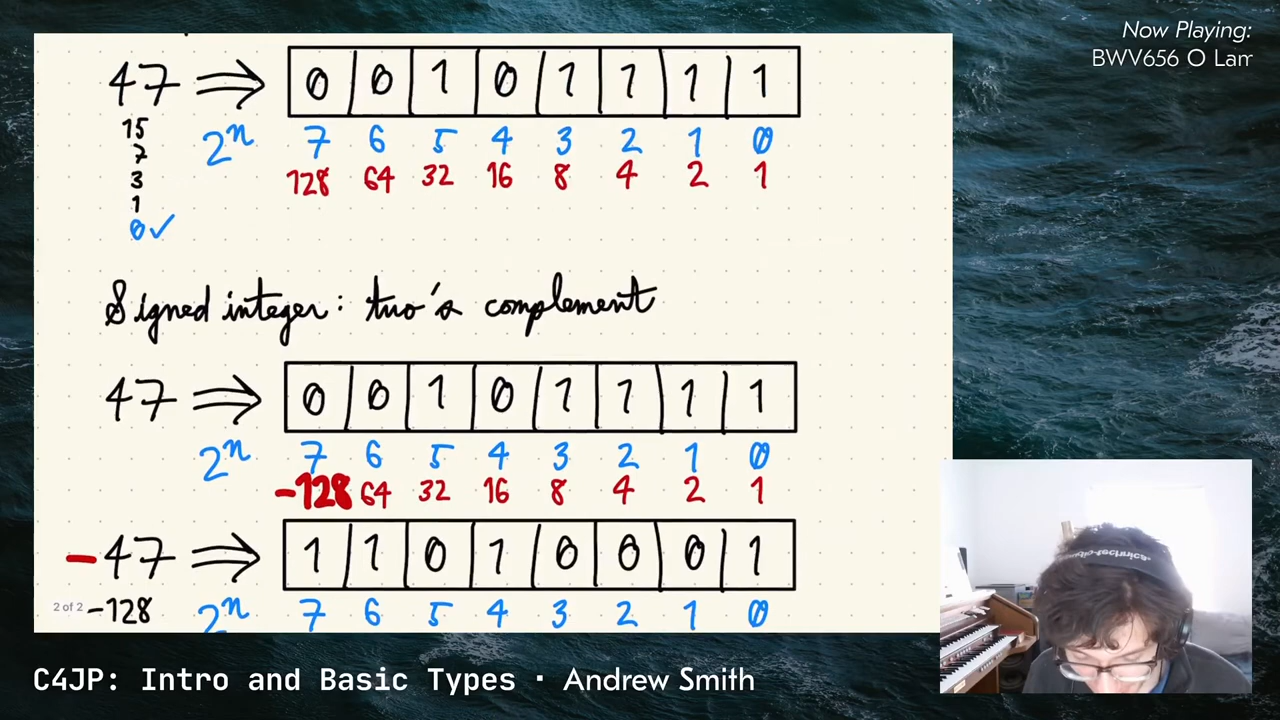 Now Playing:
BWV656 O Lam
47 ⇒ 0 0 1 0 1 1 1 1
15
2ⁿ 7 6 5 4 3 2 1 0
7
128 64 32 16 8 4 2 1
3
1
0✓
Signed integer: two's complement
47 ⇒ 0 0 1 0 1 1 1 1
2ⁿ 7 6 5 4 3 2 1 0
-128 64 32 16 8 4 2 1
-47 ⇒ 1 1 0 1 0 0 0 1
2 of 2
-128 2ⁿ 7 6 5 4 3 2 1 0
audio-technica
C4JP: Intro and Basic Types · Andrew Smith